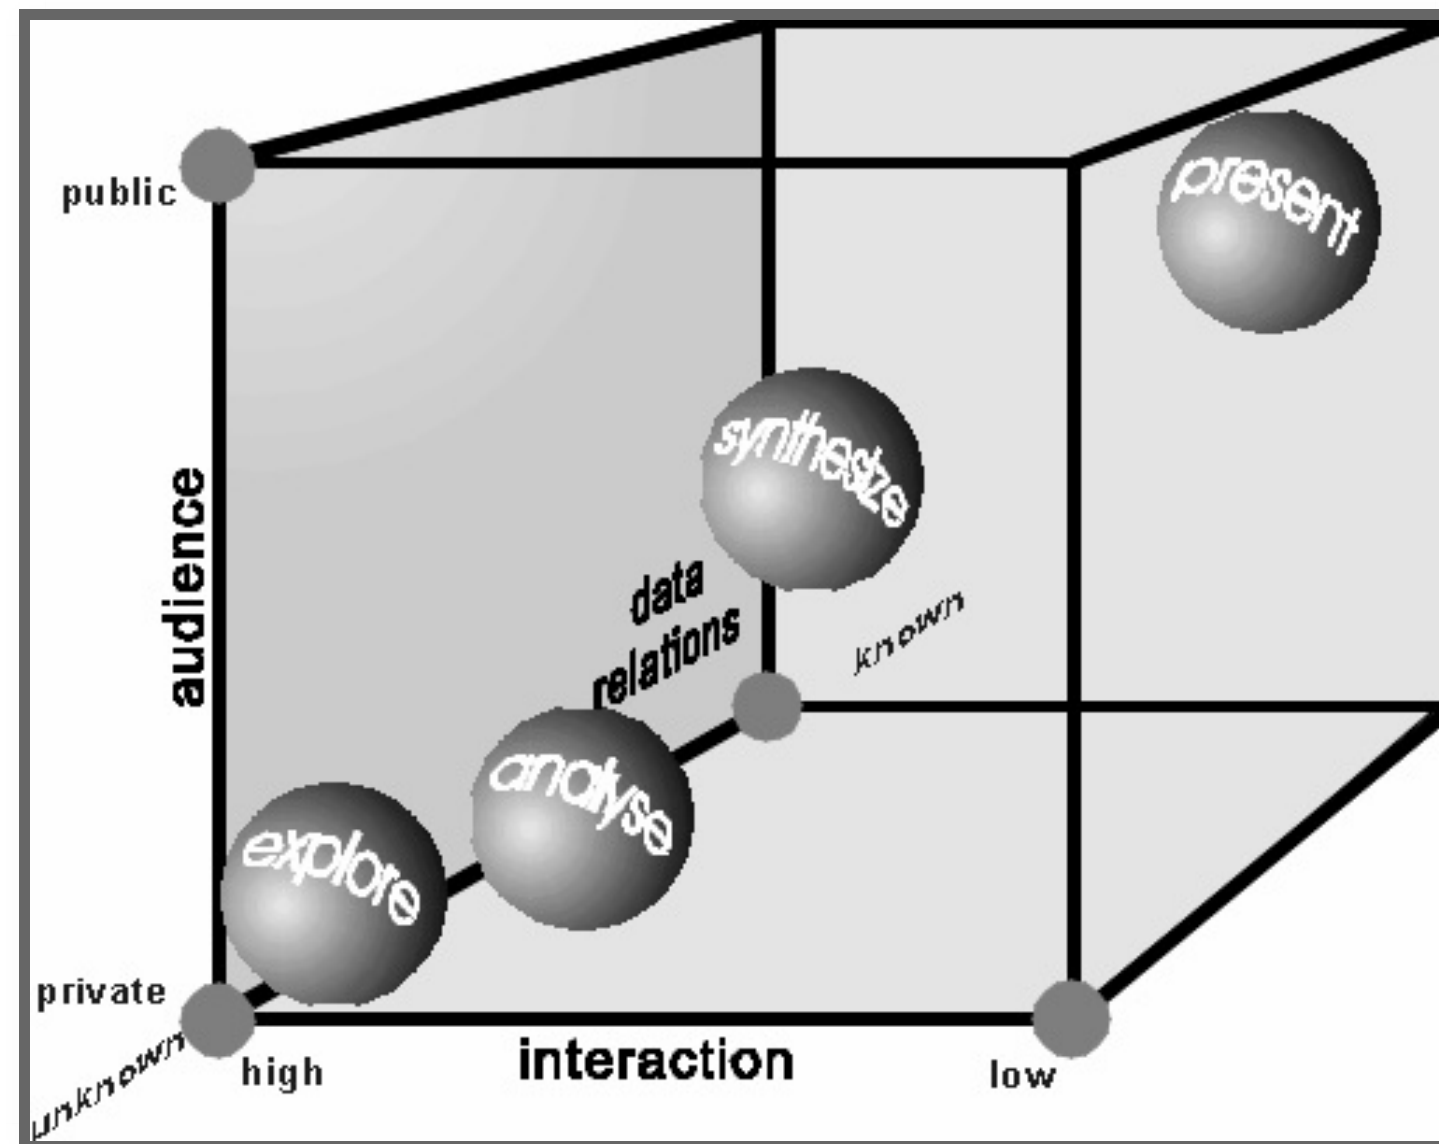 public
present
synthesize
audience
data
relations
known
analyse
explore
private
unknown
high
interaction
low